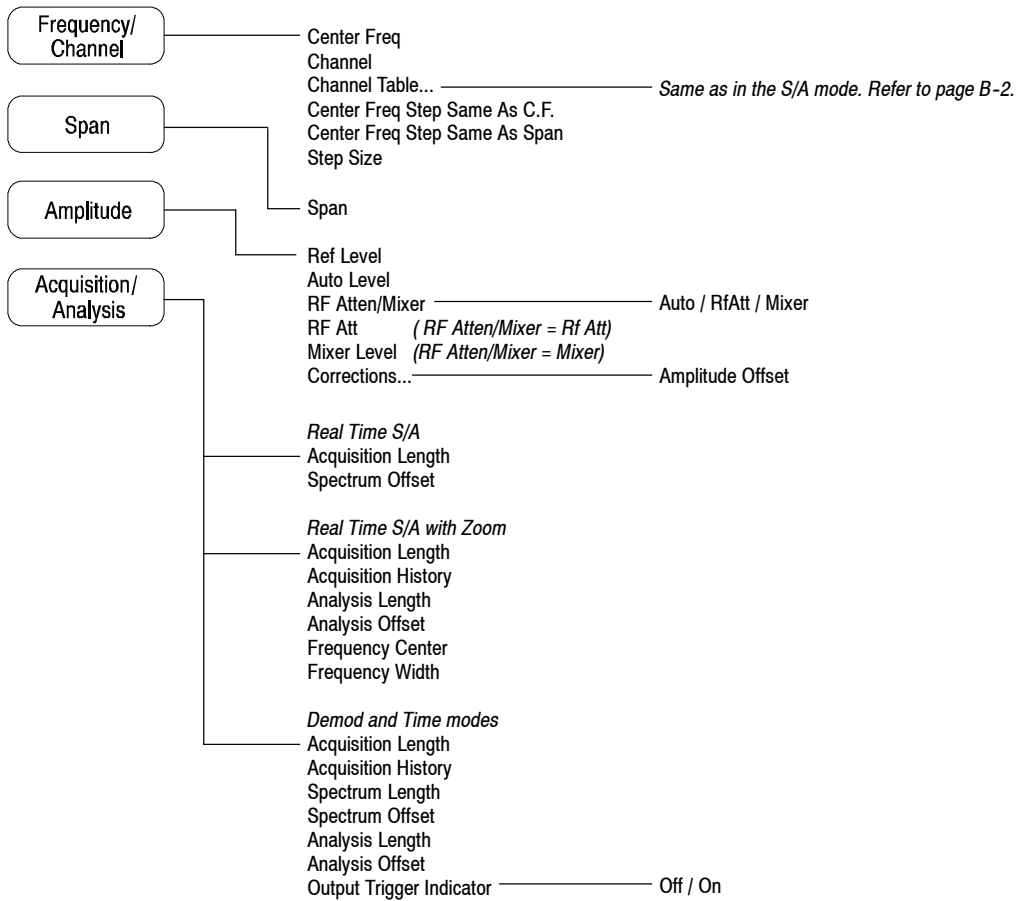 Frequency/
Channel
Center Freq
Channel
Channel Table... Same as in the S/A mode. Refer to page B-2.
Center Freq Step Same As C.F.
Center Freq Step Same As Span
Step Size
Span
Span
Amplitude
Ref Level
Auto Level
RF Atten/Mixer Auto / RfAtt / Mixer
RF Att ( RF Atten/Mixer = Rf Att)
Mixer Level (RF Atten/Mixer = Mixer)
Corrections... Amplitude Offset
Acquisition/
Analysis
Real Time S/A
Acquisition Length
Spectrum Offset
Real Time S/A with Zoom
Acquisition Length
Acquisition History
Analysis Length
Analysis Offset
Frequency Center
Frequency Width
Demod and Time modes
Acquisition Length
Acquisition History
Spectrum Length
Spectrum Offset
Analysis Length
Analysis Offset
Output Trigger Indicator Off / On